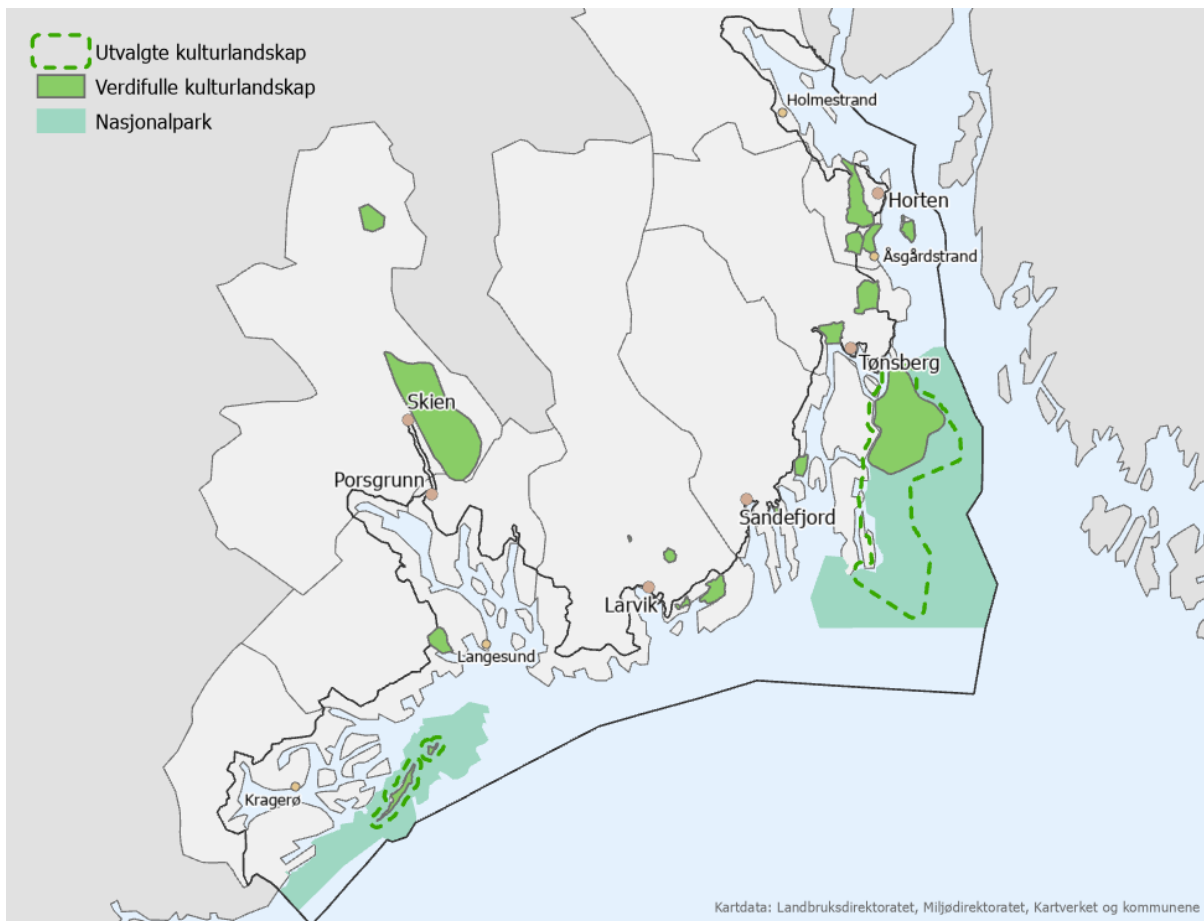 Utvalgte kulturlandskap
Verdifulle kulturlandskap
Nasjonalpark
Holmestrand
Horten
Åsgårdstrand
Tønsberg
Skien
Porsgrunn
Sandefjord
Larvik
Langesund
Kragerø
Kartdata: Landbruksdirektoratet, Miljødirektoratet, Kartverket og kommunene